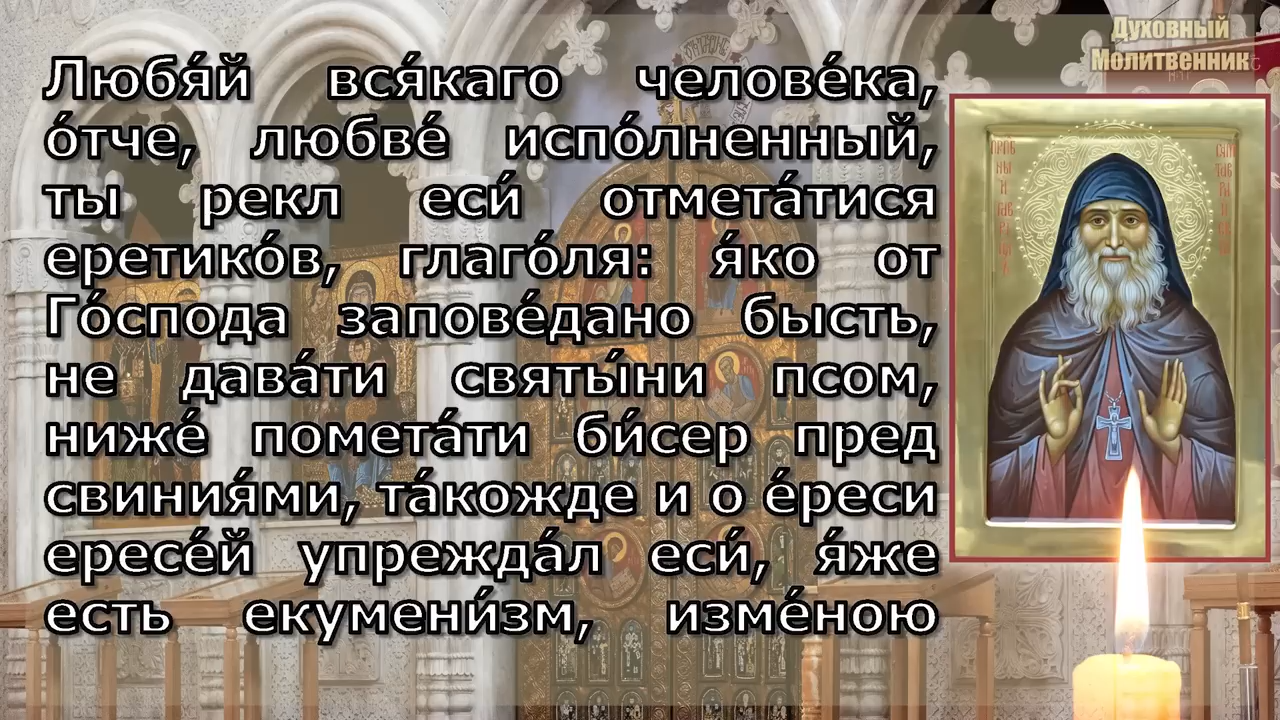 Любя́й вся́каго челове́ка,
о́тче, любве́ испо́лненный,
ты рекл еси́ отмета́тися
еретико́в, глаго́ля: я́ко от
Го́спода запове́дано бысть,
не дава́ти святы́ни псом,
ниже́ помета́ти би́сер пред
свиния́ми, та́кожде и о е́реси
ересе́й упрежда́л еси́, я́же
есть екумени́зм, изме́ною
Духовный
Молитвенник